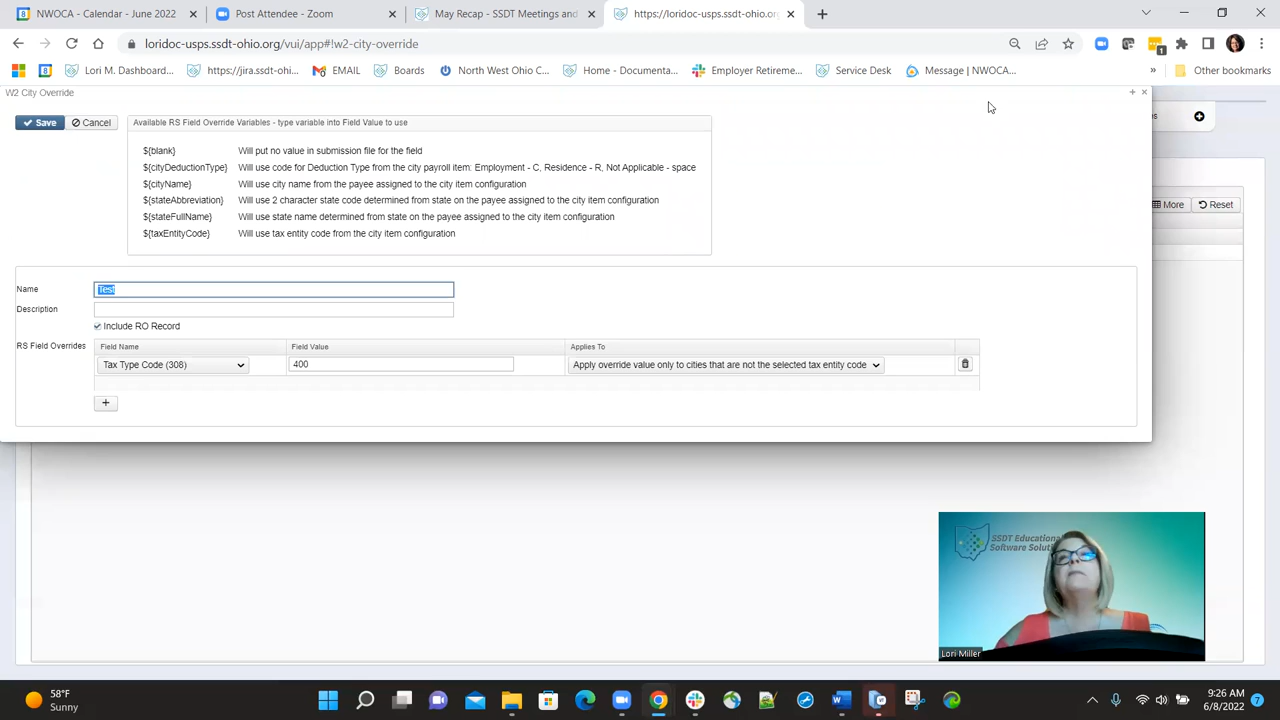 NWOCA - Calendar - June 2022
Post Attendee - Zoom
May Recap - SSDT Meetings and
https://loridoc-usps.ssdt-ohio.org/
loridoc-usps.ssdt-ohio.org/vui/app#!w2-city-override
1
Lori M. Dashboard...
https://jira.ssdt-ohi...
EMAIL
Boards
North West Ohio C...
Home - Documenta...
Employer Retireme...
Service Desk
Message | NWOCA...
»
Other bookmarks
W2 City Override
Save
Cancel
Available RS Field Override Variables - type variable into Field Value to use
${blank} Will put no value in submission file for the field
${cityDeductionType} Will use code for Deduction Type from the city payroll item: Employment - C, Residence - R, Not Applicable - space
${cityName} Will use city name from the payee assigned to the city item configuration
${stateAbbreviation} Will use 2 character state code determined from state on the payee assigned to the city item configuration
${stateFullName} Will use state name determined from state on the payee assigned to the city item configuration
${taxEntityCode} Will use tax entity code from the city item configuration
More
Reset
Name Test
Description
Include RO Record
RS Field Overrides
Field Name Field Value Applies To
Tax Type Code (308) 400 Apply override value only to cities that are not the selected tax entity code
+
SSDT Educational
Software Soluti
Lori Miller
58°F
Sunny
9:26 AM
6/8/2022
7